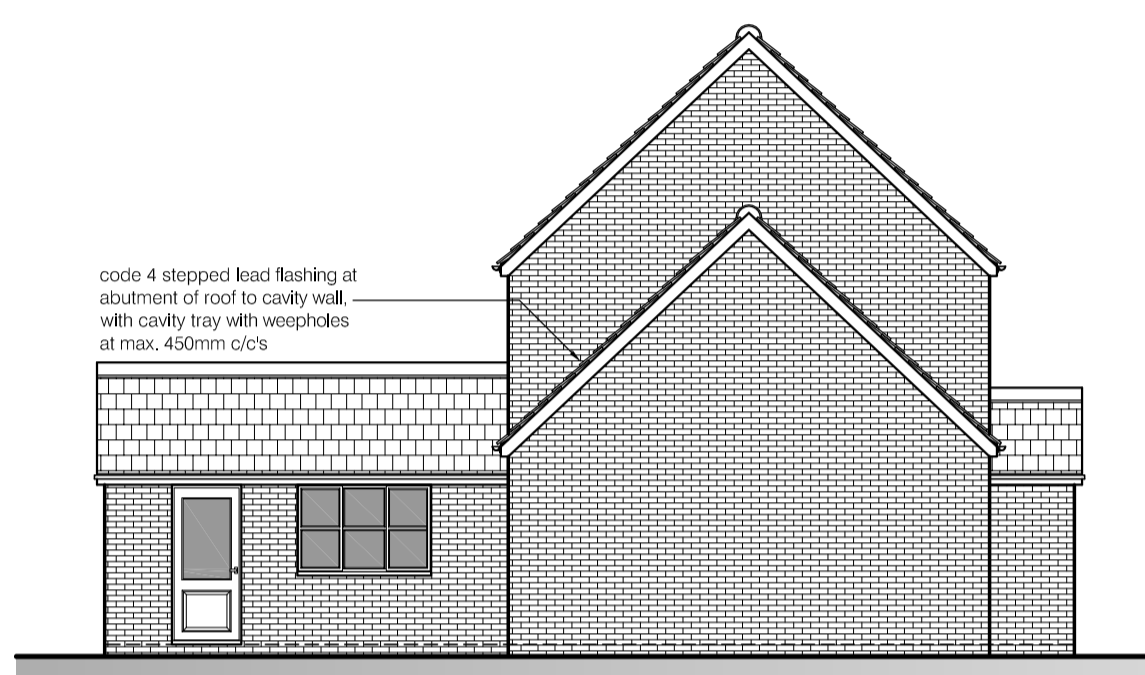 code 4 stepped lead flashing at
abutment of roof to cavity wall,
with cavity tray with weepholes
at max. 450mm c/c's